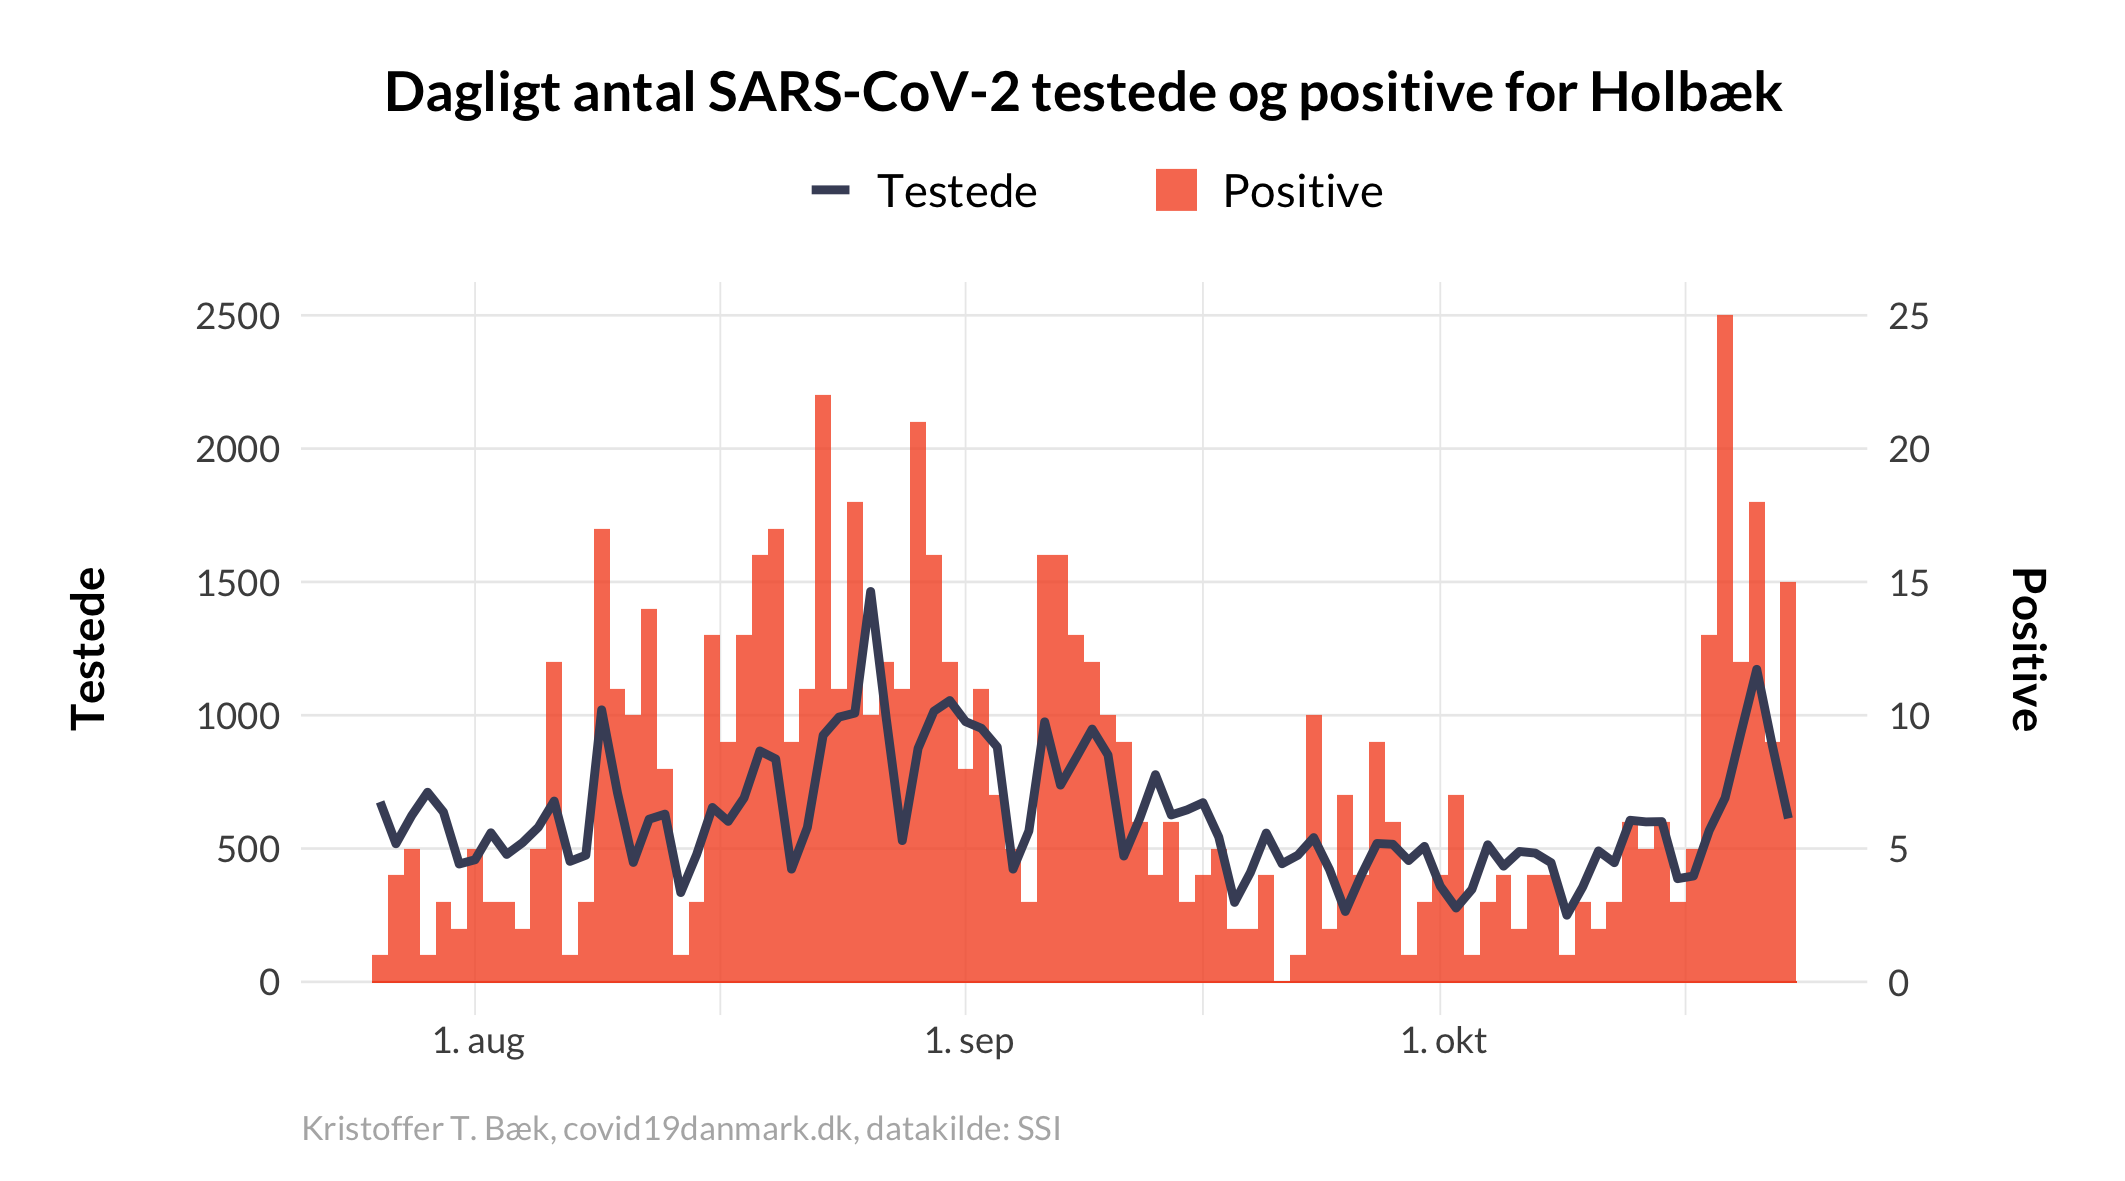 Dagligt antal SARS-CoV-2 testede og positive for Holbæk
Testede
Positive
2500
2000
1500
1000
500
0
25
20
15
10
5
0
Testede
Positive
1. aug
1. sep
1. okt
Kristoffer T. Bæk, covid19danmark.dk, datakilde: SSI